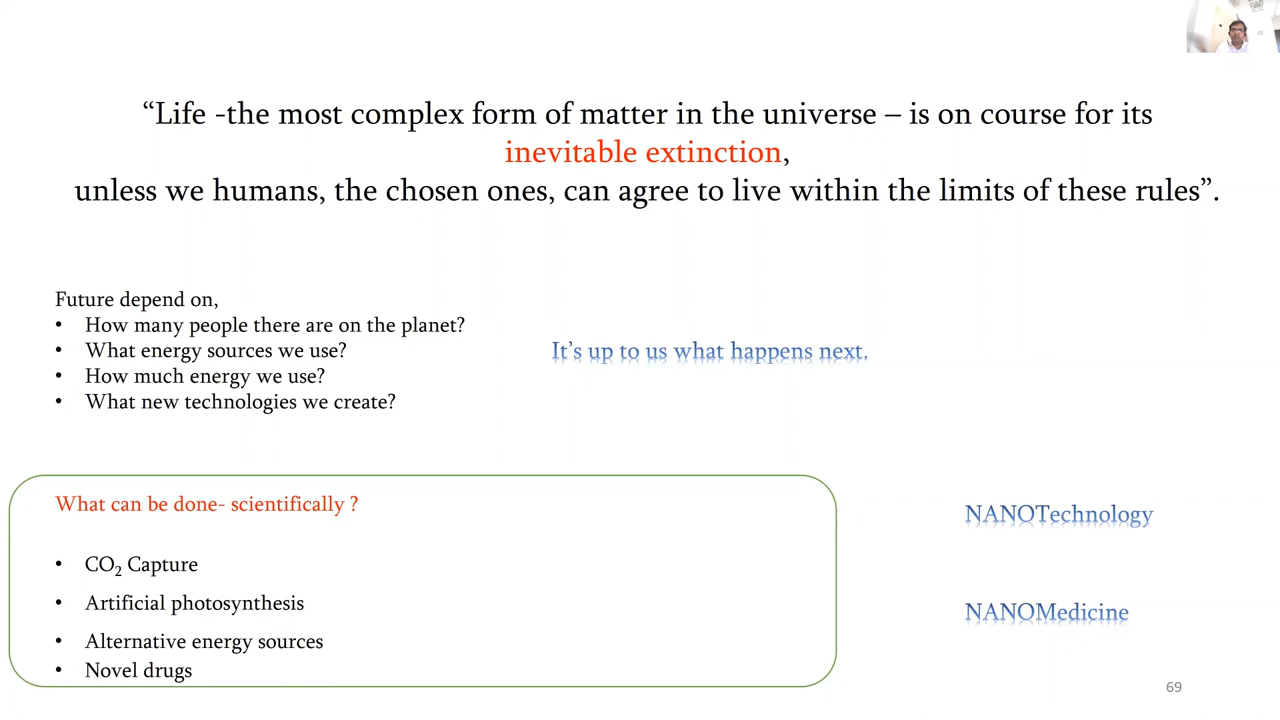 “Life -the most complex form of matter in the universe – is on course for its
inevitable extinction,
unless we humans, the chosen ones, can agree to live within the limits of these rules”.
Future depend on,
• How many people there are on the planet?
• What energy sources we use?
• How much energy we use?
• What new technologies we create?
It’s up to us what happens next.
What can be done- scientifically ?
• CO₂ Capture
• Artificial photosynthesis
• Alternative energy sources
• Novel drugs
NANOTechnology
NANOMedicine
69